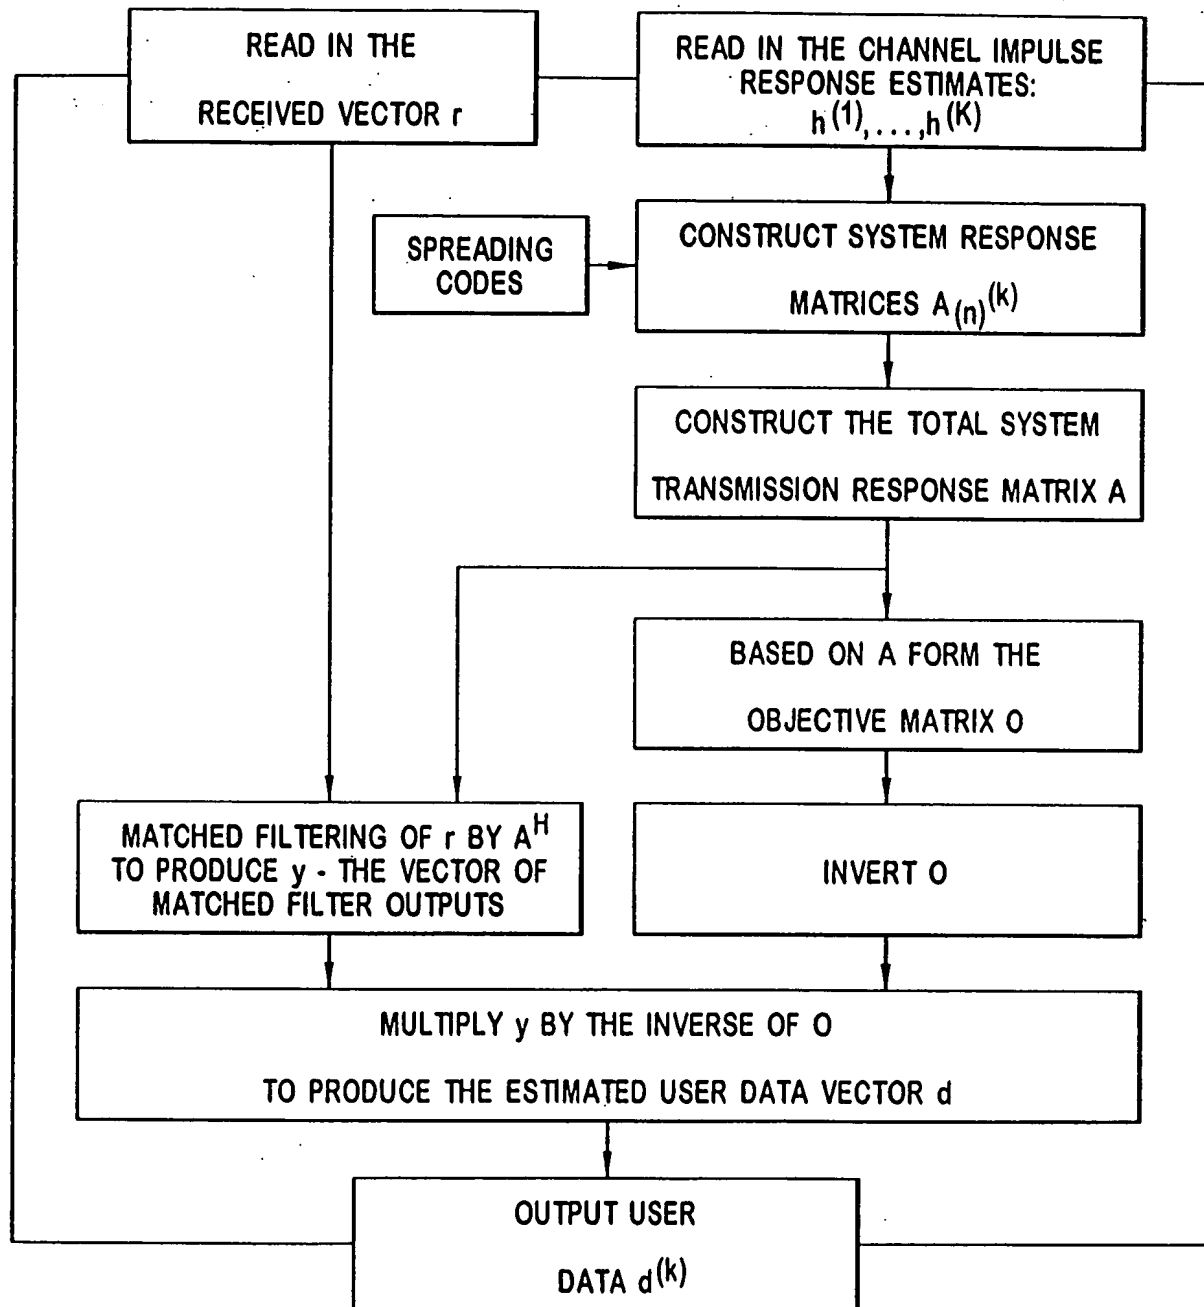 READ IN THE
RECEIVED VECTOR r
READ IN THE CHANNEL IMPULSE
RESPONSE ESTIMATES:
h(1),...,h(K)
SPREADING
CODES
CONSTRUCT SYSTEM RESPONSE
MATRICES A(n)(k)
CONSTRUCT THE TOTAL SYSTEM
TRANSMISSION RESPONSE MATRIX A
BASED ON A FORM THE
OBJECTIVE MATRIX O
MATCHED FILTERING OF r BY AH
TO PRODUCE y - THE VECTOR OF
MATCHED FILTER OUTPUTS
INVERT O
MULTIPLY y BY THE INVERSE OF O
TO PRODUCE THE ESTIMATED USER DATA VECTOR d
OUTPUT USER
DATA d(k)